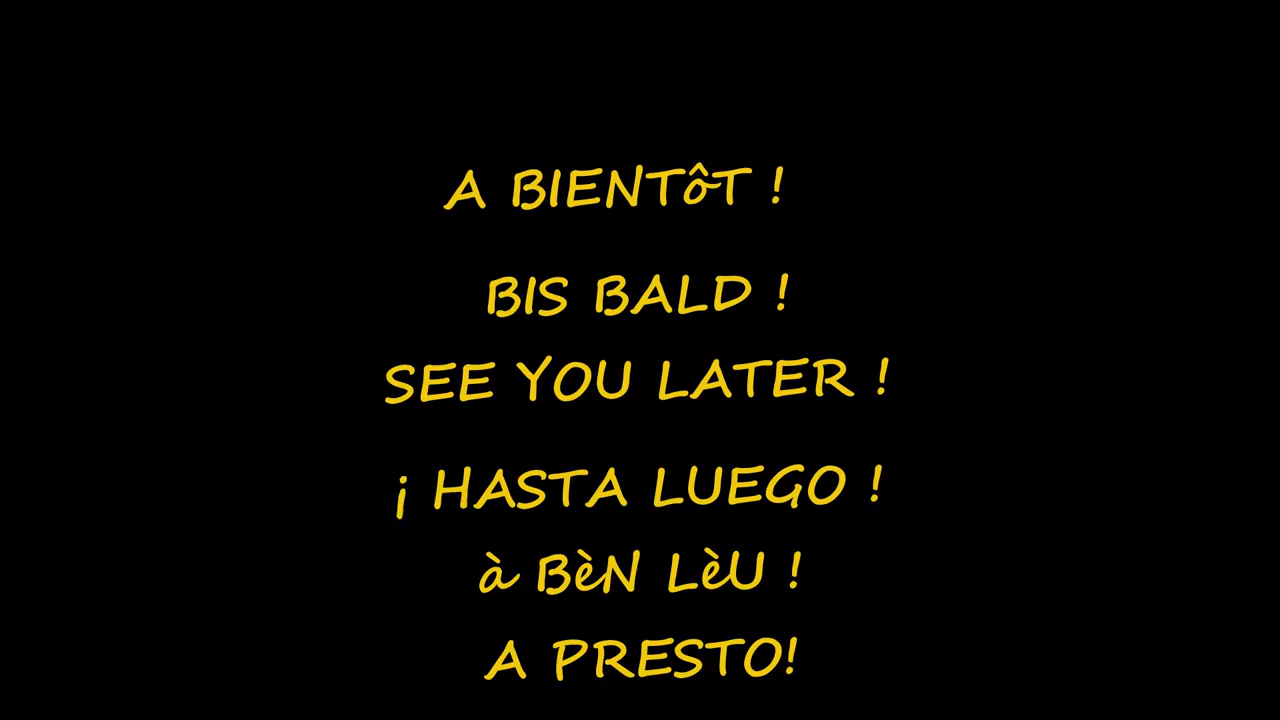 A BIENTôT !
BIS BALD !
SEE YOU LATER !
¡ HASTA LUEGO !
à BèN LèU !
A PRESTO!